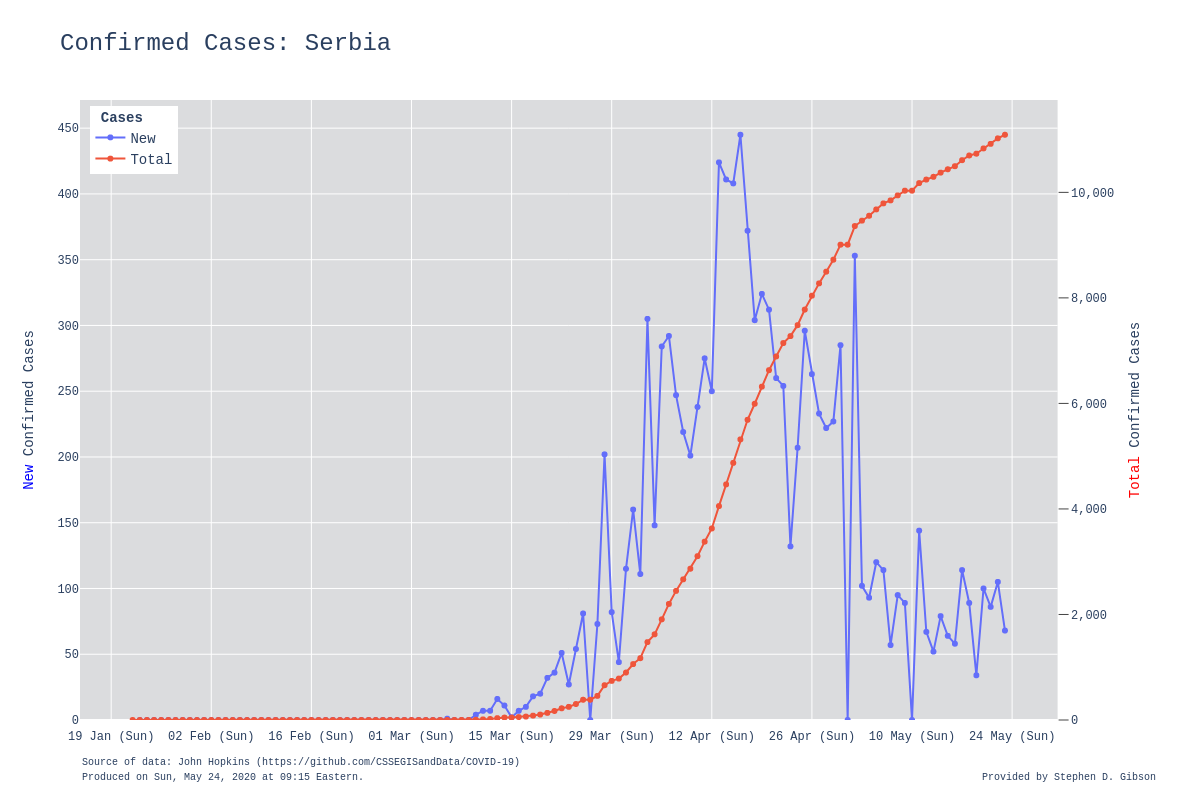 Confirmed Cases: Serbia
Cases
New
Total
450
400
350
300
250
200
150
100
50
0
10,000
8,000
6,000
4,000
2,000
0
New Confirmed Cases
Total Confirmed Cases
19 Jan (Sun) 02 Feb (Sun) 16 Feb (Sun) 01 Mar (Sun) 15 Mar (Sun) 29 Mar (Sun) 12 Apr (Sun) 26 Apr (Sun) 10 May (Sun) 24 May (Sun)
Source of data: John Hopkins (https://github.com/CSSEGISandData/COVID-19)
Produced on Sun, May 24, 2020 at 09:15 Eastern.
Provided by Stephen D. Gibson